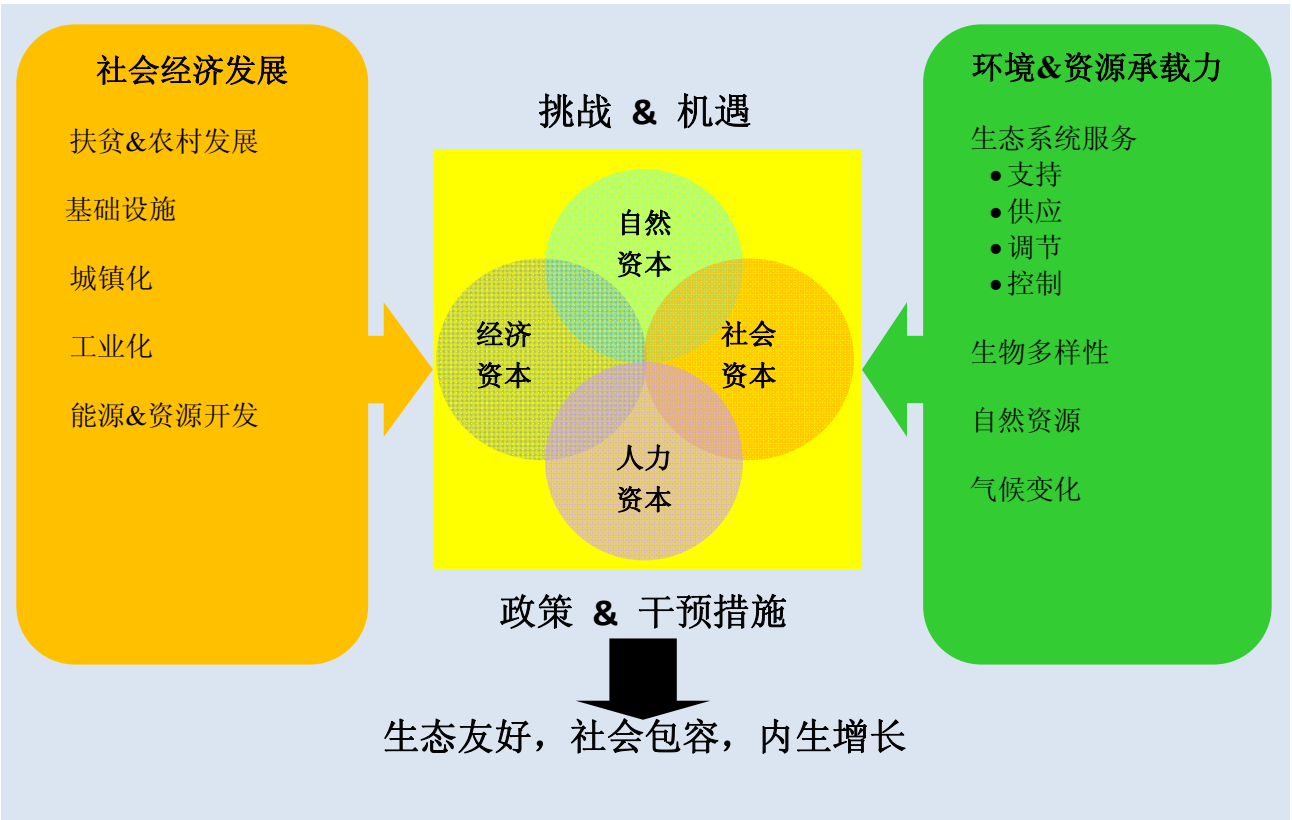 社会经济发展
扶贫&农村发展
基础设施
城镇化
工业化
能源&资源开发
挑战 & 机遇
自然
资本
经济
资本
社会
资本
人力
资本
政策 & 干预措施
生态友好，社会包容，内生增长
环境&资源承载力
生态系统服务
•支持
•供应
•调节
•控制
生物多样性
自然资源
气候变化